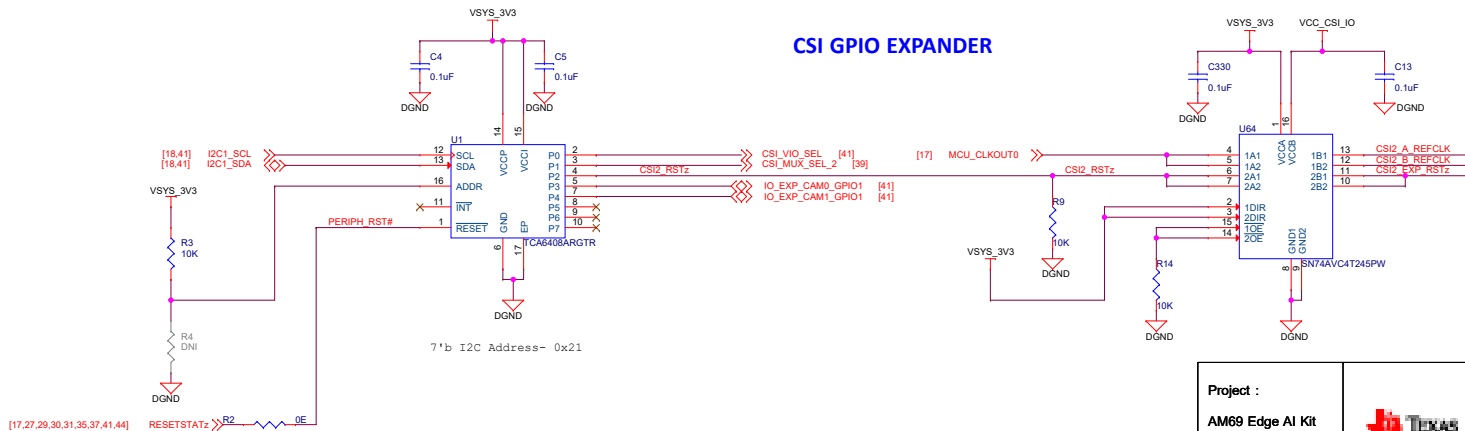 CSI GPIO EXPANDER
VSYS_3V3
C4
0.1uF
C5
0.1uF
DGND
DGND
14
15
U1
VCCP
VCCI
[18,41] I2C1_SCL 12 SCL
[18,41] I2C1_SDA 13 SDA
16 ADDR
11 INT
PERIPH_RST# 1 RESET
GND
EP
6
17
TCA6408ARGTR
P0 2 CSI_VIO_SEL [41]
P1 3 CSI_MUX_SEL_2 [39]
P2 4 CSI2_RSTz
P3 5 IO_EXP_CAM0_GPIO1 [41]
P4 7 IO_EXP_CAM1_GPIO1 [41]
P5 8
P6 9
P7 10
DGND
7'b I2C Address- 0x21
VSYS_3V3
R3
10K
R4
DNI
DGND
[17,27,29,30,31,35,37,41,44] RESETSTATz R2 0E
VSYS_3V3
VCC_CSI_IO
C330
0.1uF
C13
0.1uF
DGND
DGND
1
16
U64
VCCA
VCCB
[17] MCU_CLKOUT0
4 1A1
5 1A2
6 2A1
7 2A2
CSI2_RSTz
2 1DIR
3 2DIR
15 1OE
14 2OE
1B1 13 CSI2_A_REFCLK
1B2 12 CSI2_B_REFCLK
2B1 11 CSI2_EXP_RSTz
2B2 10
GND1
GND2
8
9
SN74AVC4T245PW
R9
10K
DGND
VSYS_3V3
R14
10K
DGND
DGND
Project :
AM69 Edge AI Kit
TEXAS